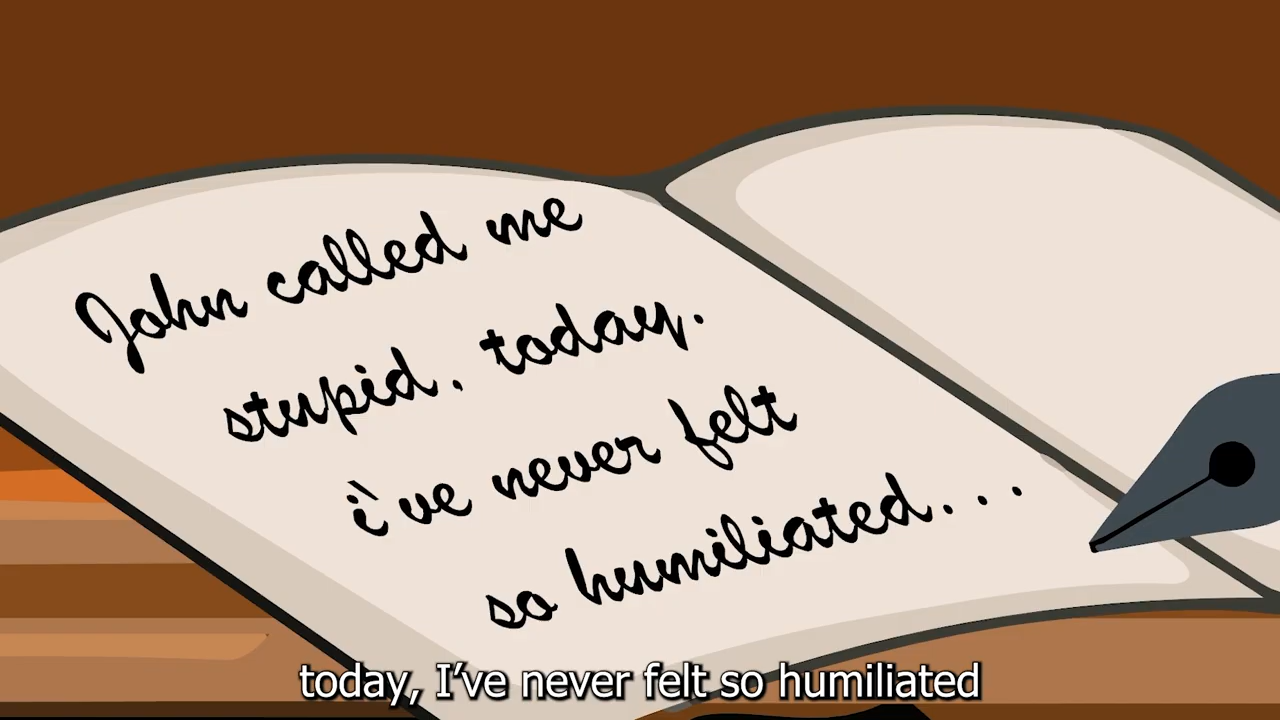 John called me
stupid, today.
i've never felt
so humiliated...
today, I've never felt so humiliated